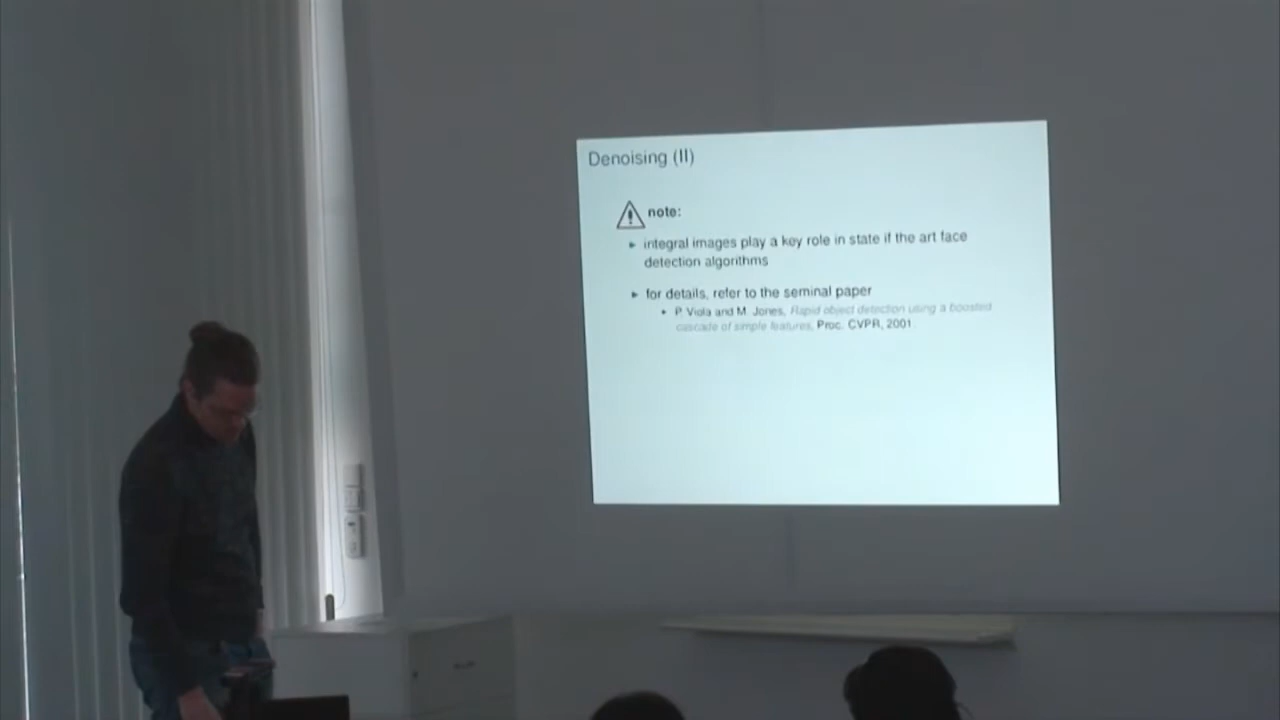 Denoising (II)
note:
integral images play a key role in state if the art face
detection algorithms
for details, refer to the seminal paper
P. Viola and M. Jones, Rapid object detection using a boosted
cascade of simple features, Proc. CVPR, 2001